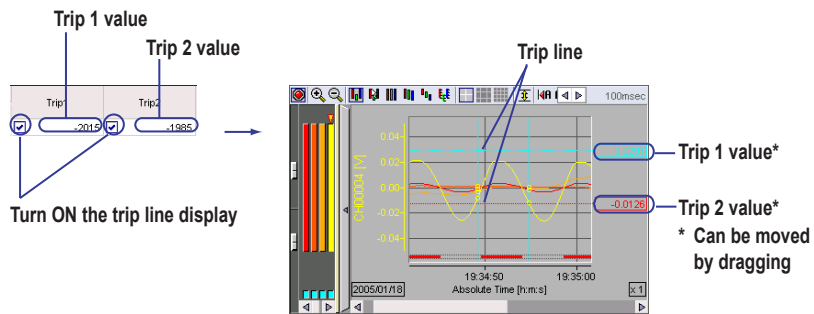 Trip 1 value
Trip 2 value
Trip1 Trip2
-2015 -1985
Turn ON the trip line display
Trip line
100msec
CH00004 [V]
0.04
0.02
0.00
-0.02
-0.04
19:34:50 19:35:00
2005/01/18 Absolute Time [h:m:s] x 1
Trip 1 value*
-0.0126
Trip 2 value*
* Can be moved
by dragging